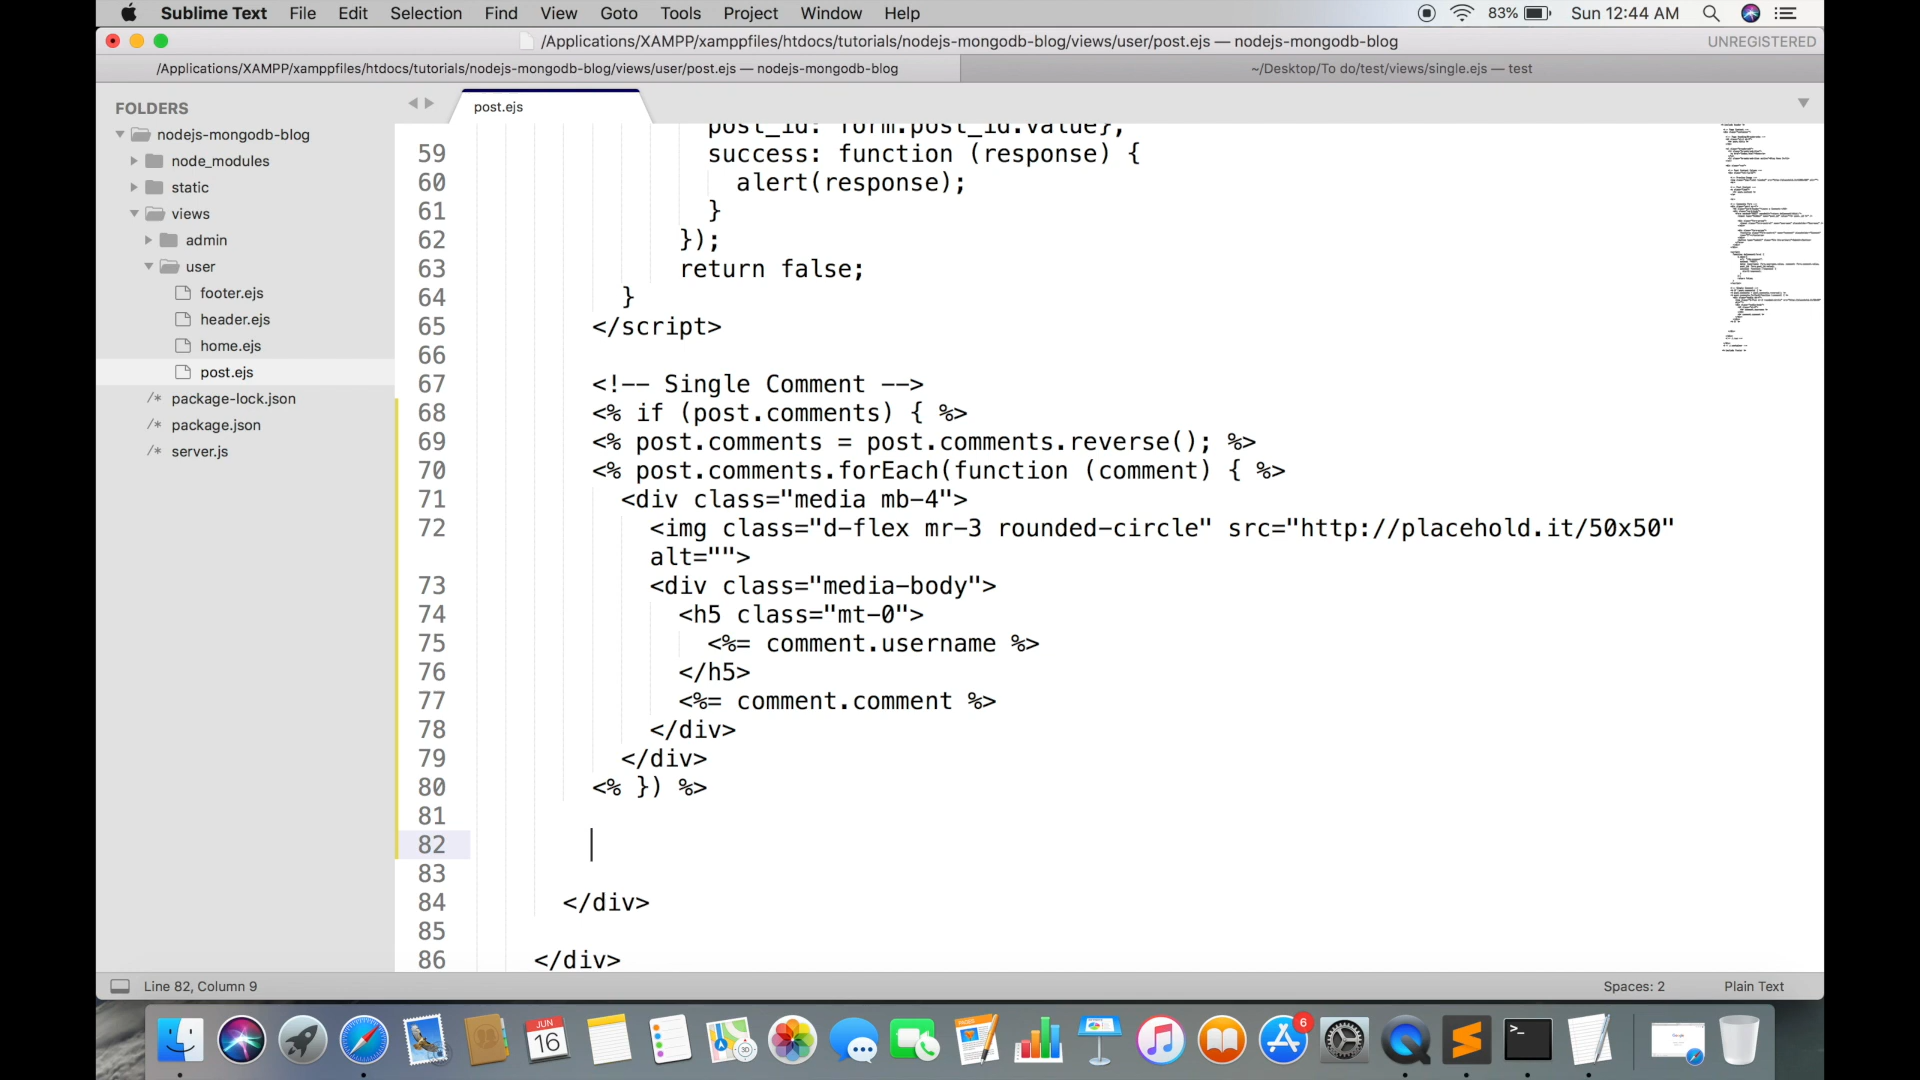 Sublime Text File Edit Selection Find View Goto Tools Project Window Help 83% Sun 12:44 AM
/Applications/XAMPP/xamppfiles/htdocs/tutorials/nodejs-mongodb-blog/views/user/post.ejs — nodejs-mongodb-blog UNREGISTERED
/Applications/XAMPP/xamppfiles/htdocs/tutorials/nodejs-mongodb-blog/views/user/post.ejs — nodejs-mongodb-blog ~/Desktop/To do/test/views/single.ejs — test
FOLDERS
nodejs-mongodb-blog
node_modules
static
views
admin
user
footer.ejs
header.ejs
home.ejs
post.ejs
/* package-lock.json
/* package.json
/* server.js
post.ejs
post_id: form.post_id.value},
59 success: function (response) {
60 alert(response);
61 }
62 });
63 return false;
64 }
65 </script>
66
67 <!-- Single Comment -->
68 <% if (post.comments) { %>
69 <% post.comments = post.comments.reverse(); %>
70 <% post.comments.forEach(function (comment) { %>
71 <div class="media mb-4">
72 <img class="d-flex mr-3 rounded-circle" src="http://placehold.it/50x50"
alt="">
73 <div class="media-body">
74 <h5 class="mt-0">
75 <%= comment.username %>
76 </h5>
77 <%= comment.comment %>
78 </div>
79 </div>
80 <% }) %>
81
82
83
84 </div>
85
86 </div>
Line 82, Column 9 Spaces: 2 Plain Text
JUN
16
6